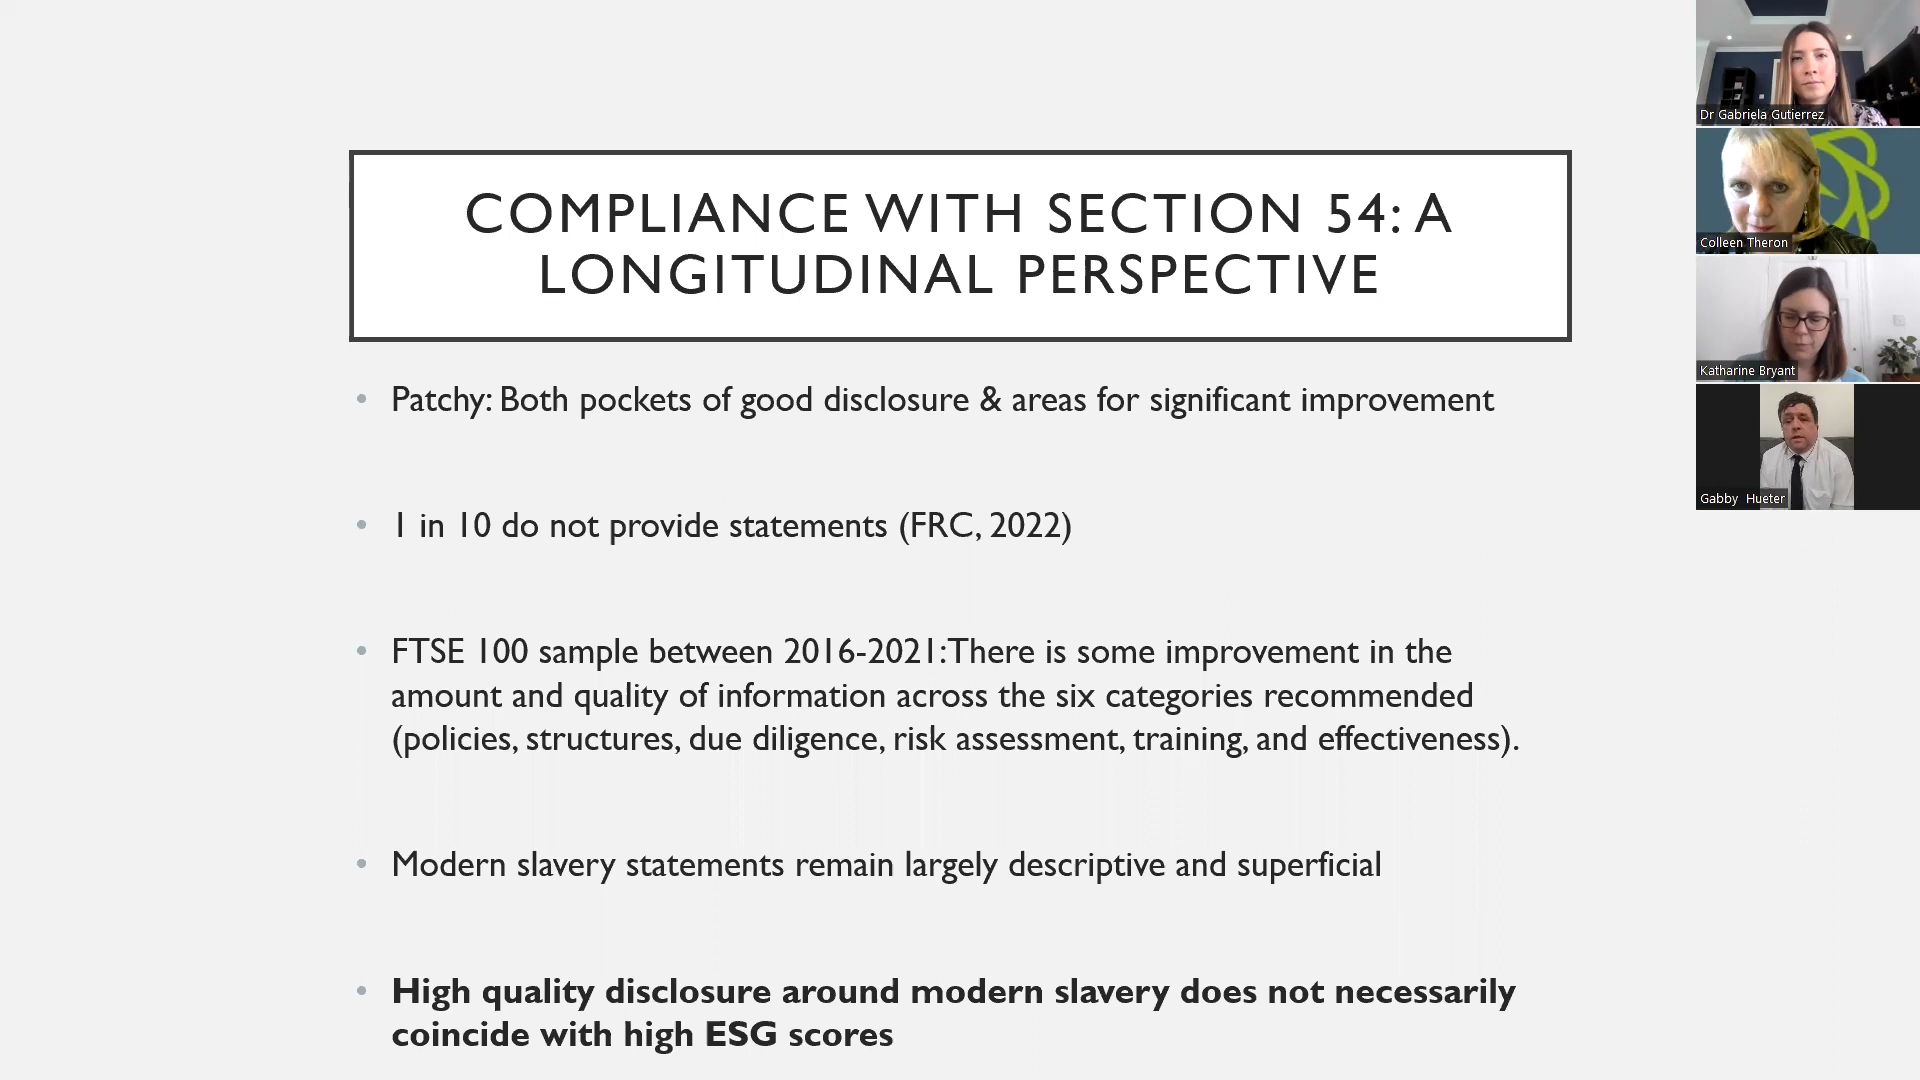 COMPLIANCE WITH SECTION 54: A
LONGITUDINAL PERSPECTIVE
• Patchy: Both pockets of good disclosure & areas for significant improvement
• 1 in 10 do not provide statements (FRC, 2022)
• FTSE 100 sample between 2016-2021: There is some improvement in the
amount and quality of information across the six categories recommended
(policies, structures, due diligence, risk assessment, training, and effectiveness).
• Modern slavery statements remain largely descriptive and superficial
• High quality disclosure around modern slavery does not necessarily
coincide with high ESG scores
Dr Gabriela Gutierrez
Colleen Theron
Katharine Bryant
Gabby Hueter